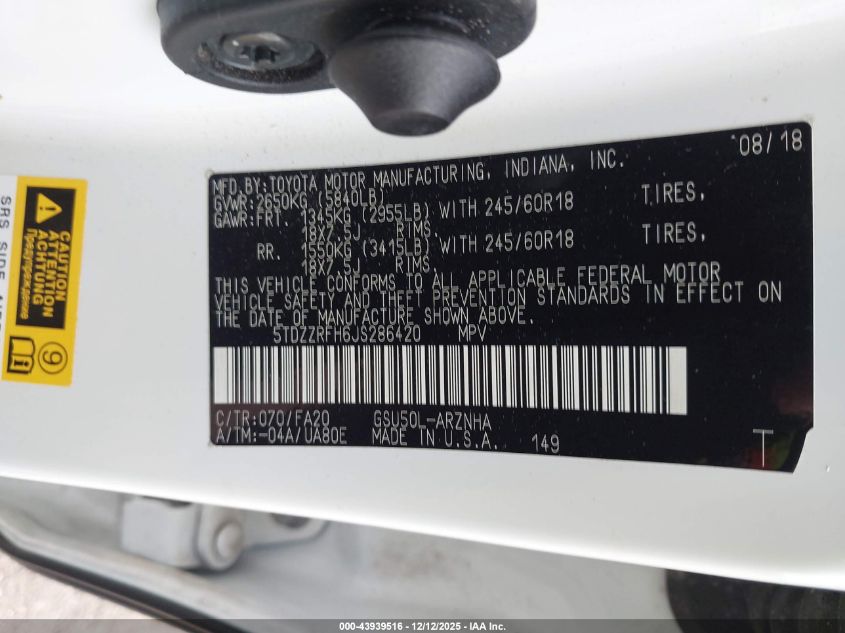 08/18
MFD.BY:TOYOTA MOTOR MANUFACTURING, INDIANA, INC.
GVWR:2650KG (5840LB)
GAWR:FRT. 1345KG (2955LB) WITH 245/60R18 TIRES,
18X7.5J RIMS,
RR. 1550KG (3415LB) WITH 245/60R18 TIRES,
18X7.5J RIMS,
THIS VEHICLE CONFORMS TO ALL APPLICABLE FEDERAL MOTOR
VEHICLE SAFETY AND THEFT PREVENTION STANDARDS IN EFFECT ON
THE DATE OF MANUFACTURE SHOWN ABOVE.
5TDZZRFH6JS286420 MPV
C/TR:070/FA20 GSU50L-ARZNHA
A/TM:-04A/UA80E MADE IN U.S.A. 149
T
CAUTION
ATTENTION
ACHTUNG
9
SRS SIDE
000-43939516 - 12/12/2025 - IAA Inc.